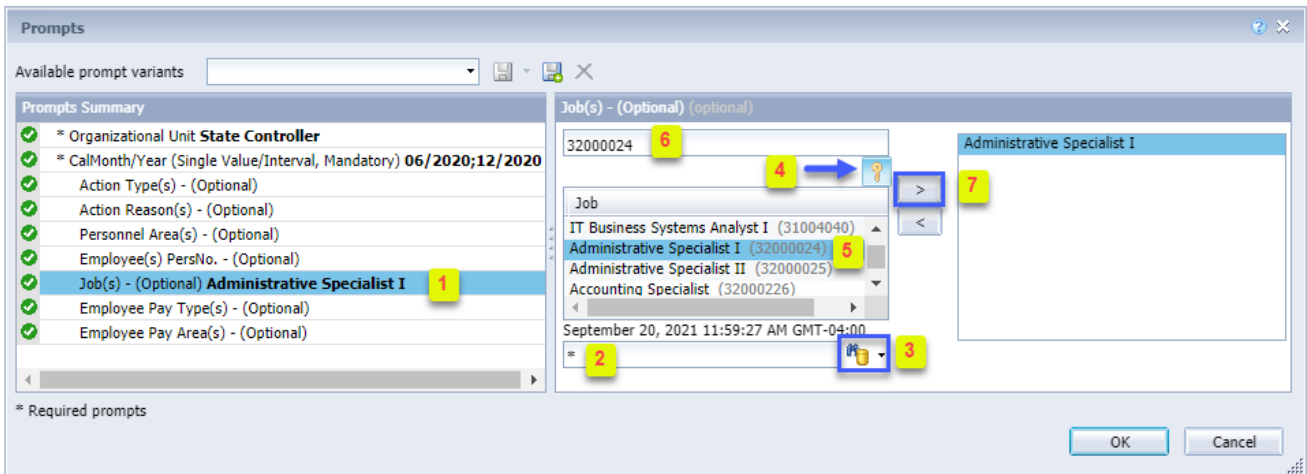 Prompts
Available prompt variants
Prompts Summary
* Organizational Unit State Controller
* CalMonth/Year (Single Value/Interval, Mandatory) 06/2020;12/2020
Action Type(s) - (Optional)
Action Reason(s) - (Optional)
Personnel Area(s) - (Optional)
Employee(s) PersNo. - (Optional)
Job(s) - (Optional) Administrative Specialist I 1
Employee Pay Type(s) - (Optional)
Employee Pay Area(s) - (Optional)
* Required prompts
Job(s) - (Optional) (optional)
32000024 6
4
Job
IT Business Systems Analyst I (31004040)
Administrative Specialist I (32000024) 5
Administrative Specialist II (32000025)
Accounting Specialist (32000226)
September 20, 2021 11:59:27 AM GMT-04:00
* 2 3
> 7
<
Administrative Specialist I
OK Cancel